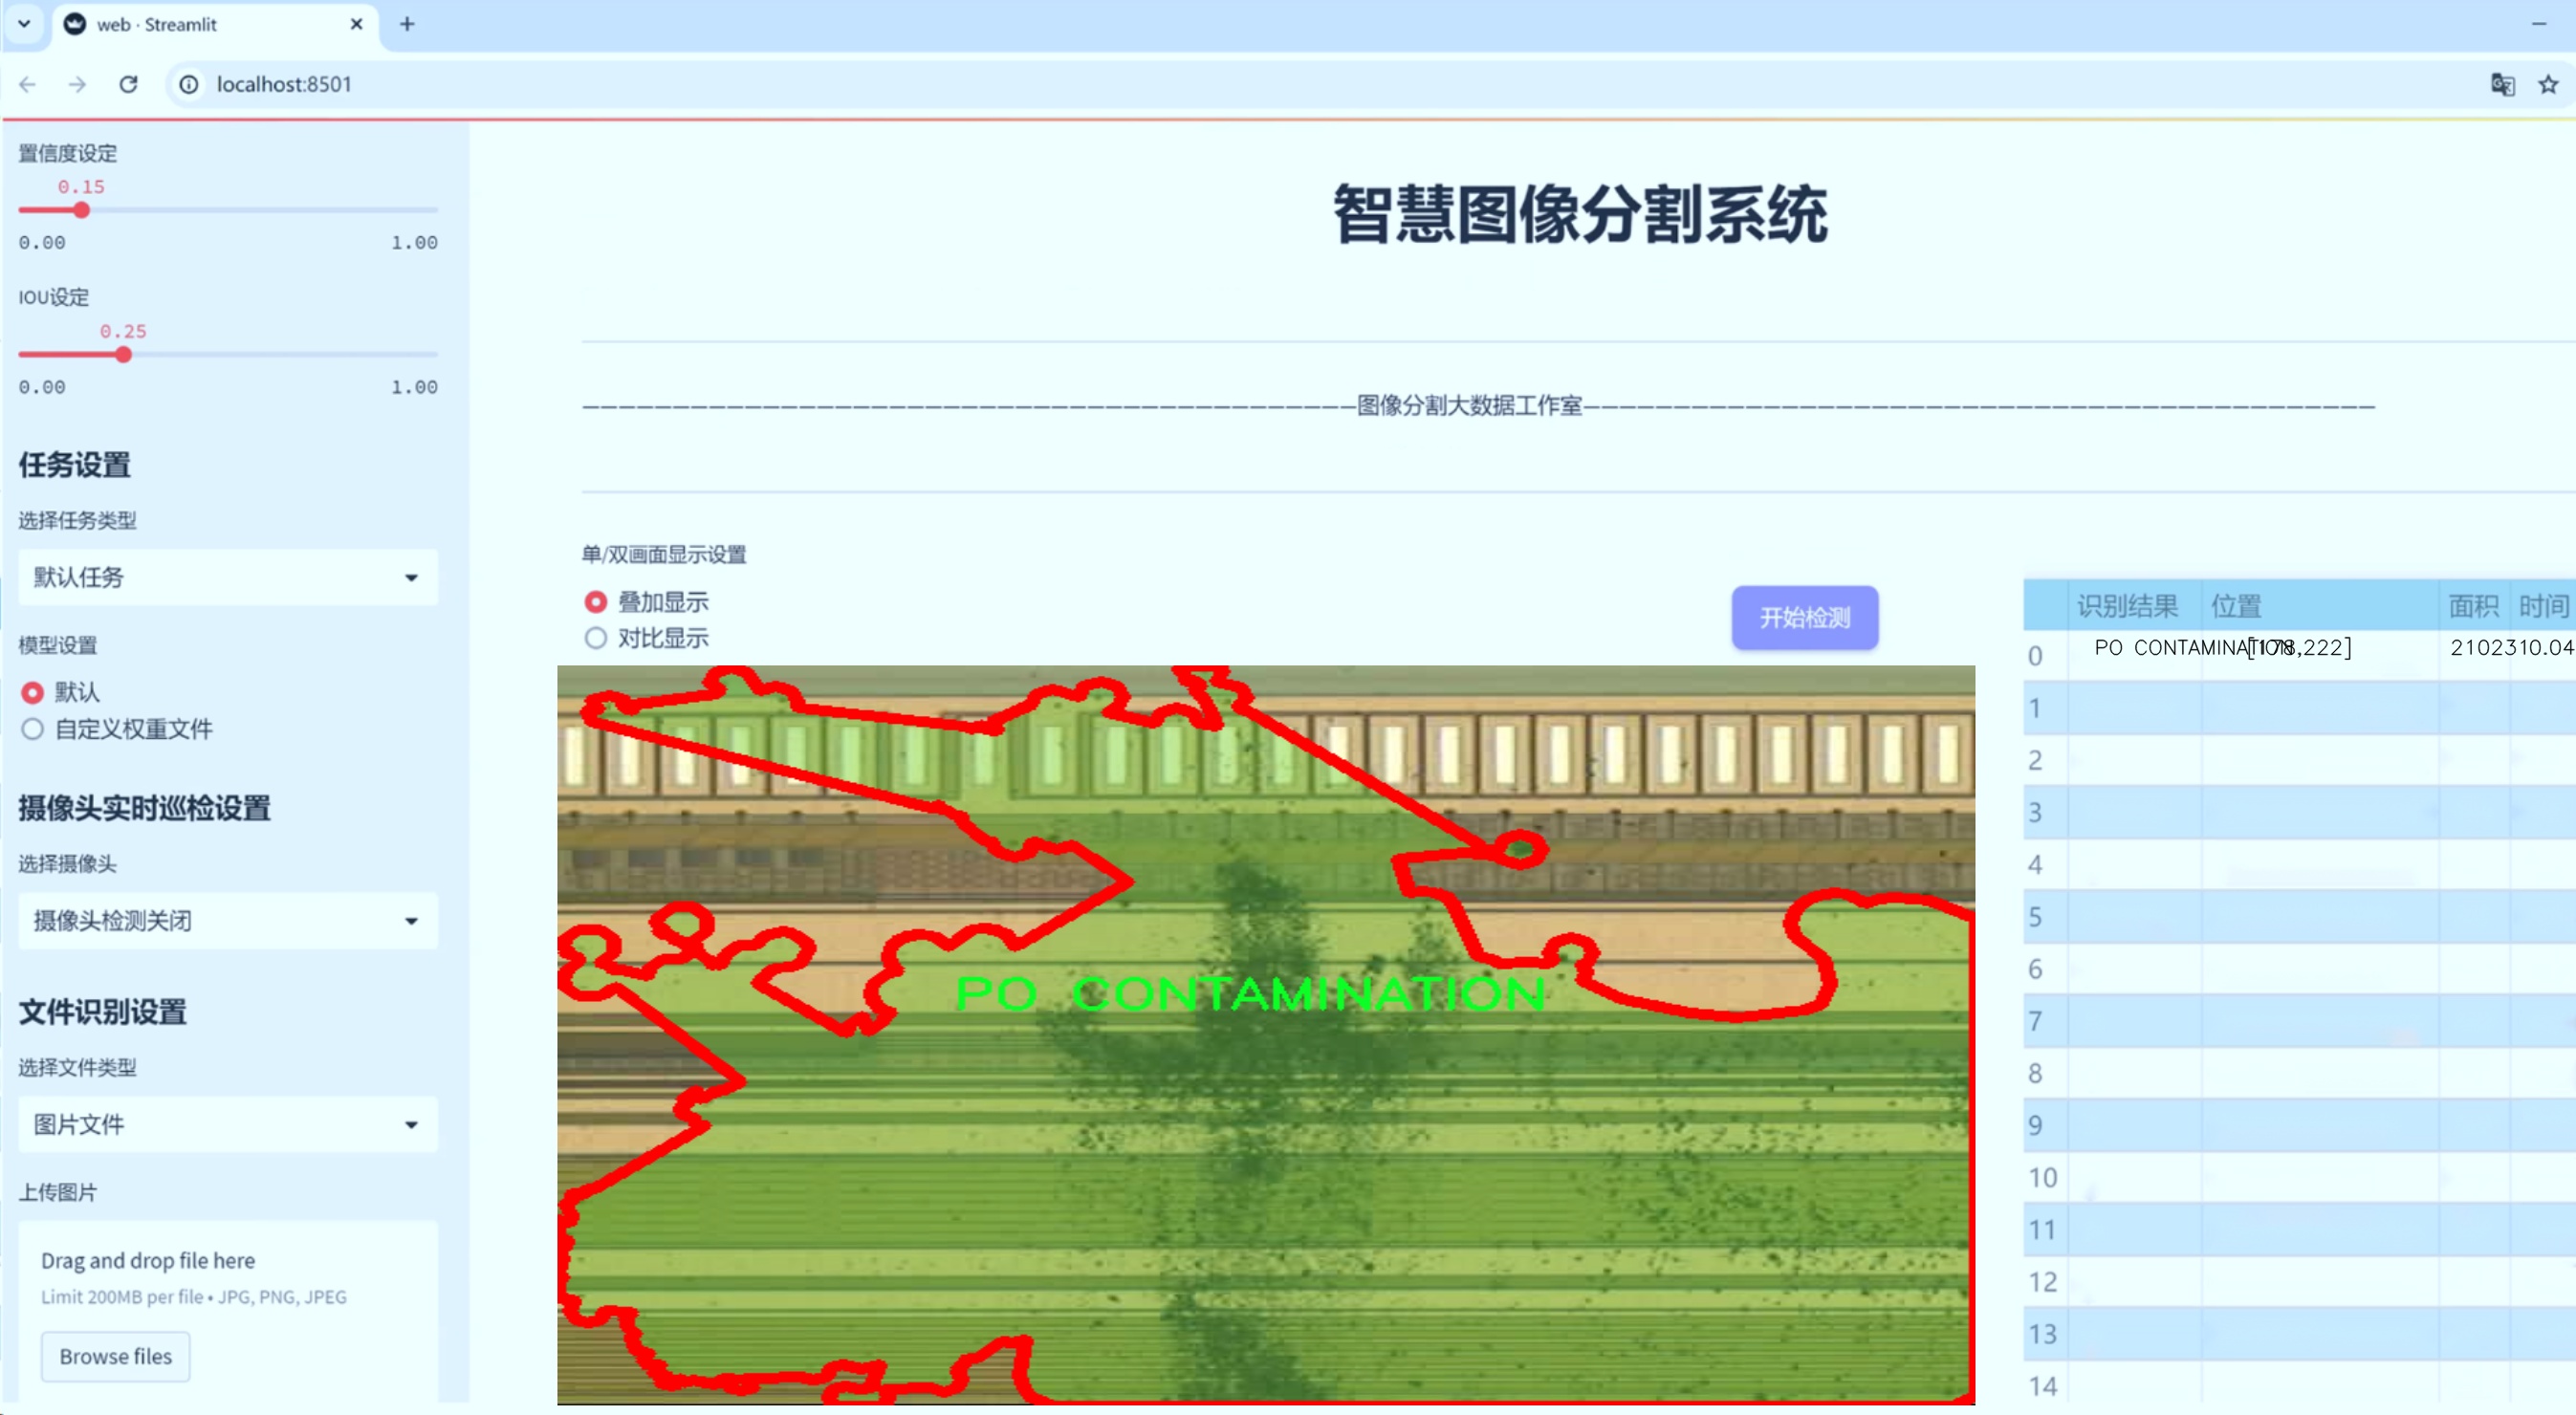 web · Streamlit
localhost:8501
置信度设定
0.15
0.00 1.00
IOU设定
0.25
0.00 1.00
任务设置
选择任务类型
默认任务
模型设置
默认
自定义权重文件
摄像头实时巡检设置
选择摄像头
摄像头检测关闭
文件识别设置
选择文件类型
图片文件
上传图片
Drag and drop file here
Limit 200MB per file • JPG, PNG, JPEG
Browse files
智慧图像分割系统
————————————————————————————————————————————图像分割大数据工作室————————————————————————————————————————————
单/双画面显示设置
叠加显示
对比显示
开始检测
PO CONTAMINATION
识别结果 位置 面积 时间
0 PO CONTAMINATION [178,222] 210231 0.04
1
2
3
4
5
6
7
8
9
10
11
12
13
14